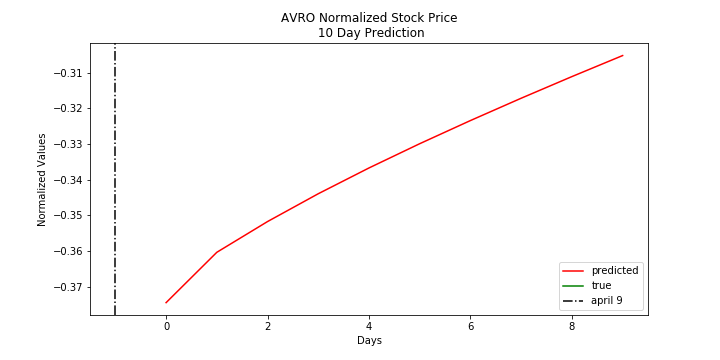 AVRO Normalized Stock Price
10 Day Prediction
Normalized Values
−0.31
−0.32
−0.33
−0.34
−0.35
−0.36
−0.37
0 2 4 6 8
Days
predicted
true
april 9